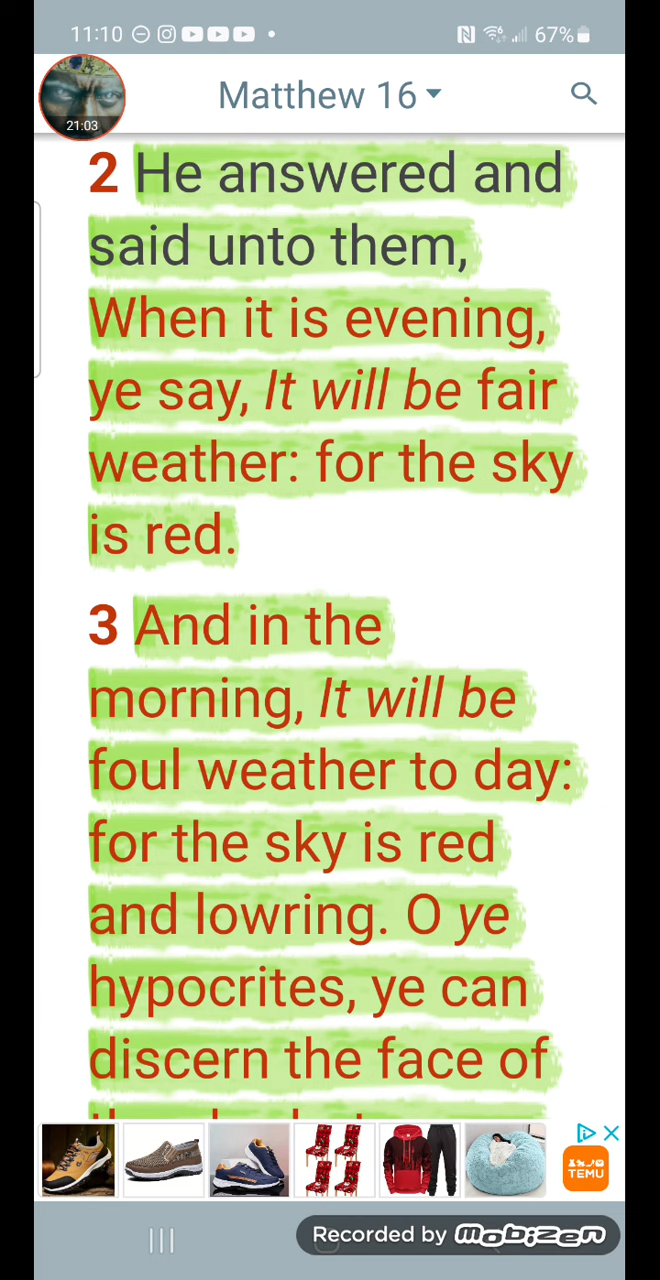 11:10 67%
21:03
Matthew 16
2 He answered and
said unto them,
When it is evening,
ye say, It will be fair
weather: for the sky
is red.
3 And in the
morning, It will be
foul weather to day:
for the sky is red
and lowring. O ye
hypocrites, ye can
discern the face of
TEMU
Recorded by mobizen